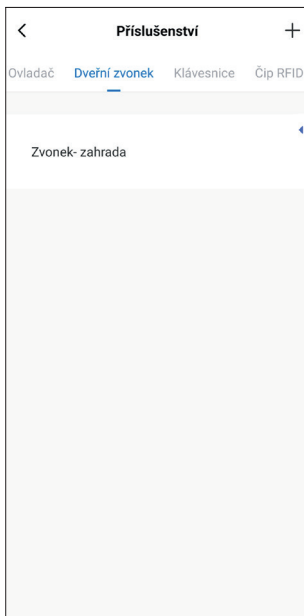 Příslušenství
Ovladač Dveřní zvonek Klávesnice Čip RFID
Zvonek- zahrada